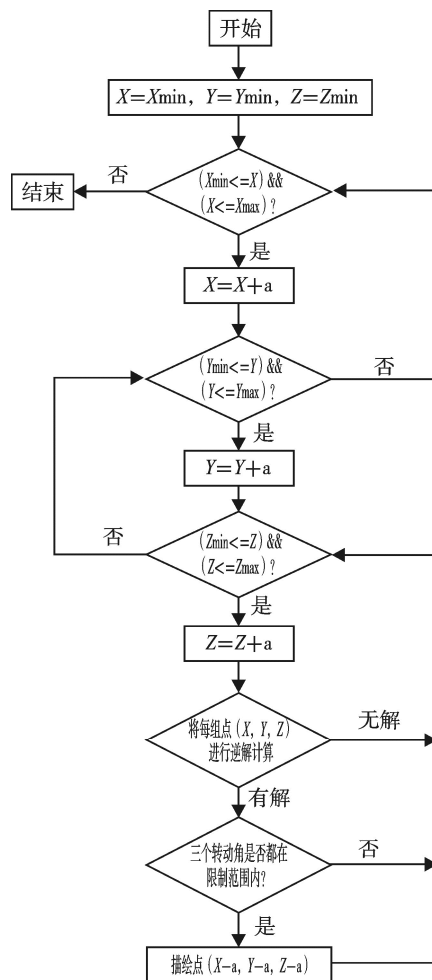 开始
X=Xmin, Y=Ymin, Z=Zmin
(Xmin<=X)&&
(X<=Xmax)?
否
结束
是
X=X+a
(Ymin<=Y)&&
(Y<=Ymax)?
否
是
Y=Y+a
(Zmin<=Z)&&
(Z<=Zmax)?
否
是
Z=Z+a
将每组点(X, Y, Z)
进行逆解计算
无解
有解
三个转动角是否都在
限制范围内?
否
是
描绘点(X-a, Y-a, Z-a)